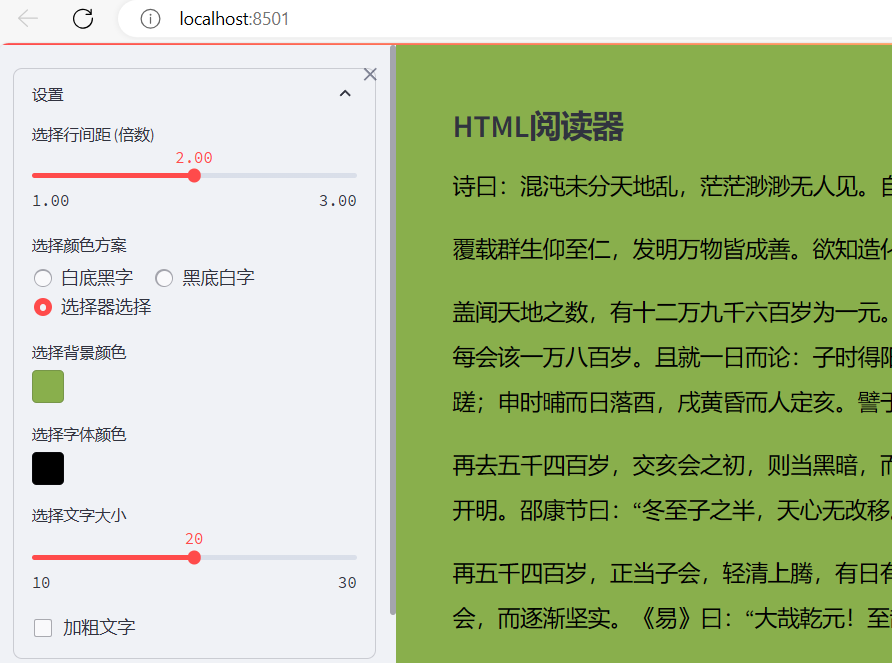 localhost:8501
设置
选择行间距(倍数)
2.00
1.00 3.00
选择颜色方案
白底黑字 黑底白字
选择器选择
选择背景颜色
选择字体颜色
选择文字大小
20
10 30
加粗文字
HTML阅读器
诗曰：混沌未分天地乱，茫茫渺渺无人见。
覆载群生仰至仁，发明万物皆成善。欲知造
盖闻天地之数，有十二万九千六百岁为一元。
每会该一万八百岁。且就一日而论：子时得阳
蹉；申时晡而日落酉，戌黄昏而人定亥。譬于
再去五千四百岁，交亥会之初，则当黑暗，
开明。邵康节曰：“冬至子之半，天心无改移
再五千四百岁，正当子会，轻清上腾，有日有
会，而逐渐坚实。《易》曰：“大哉乾元！至